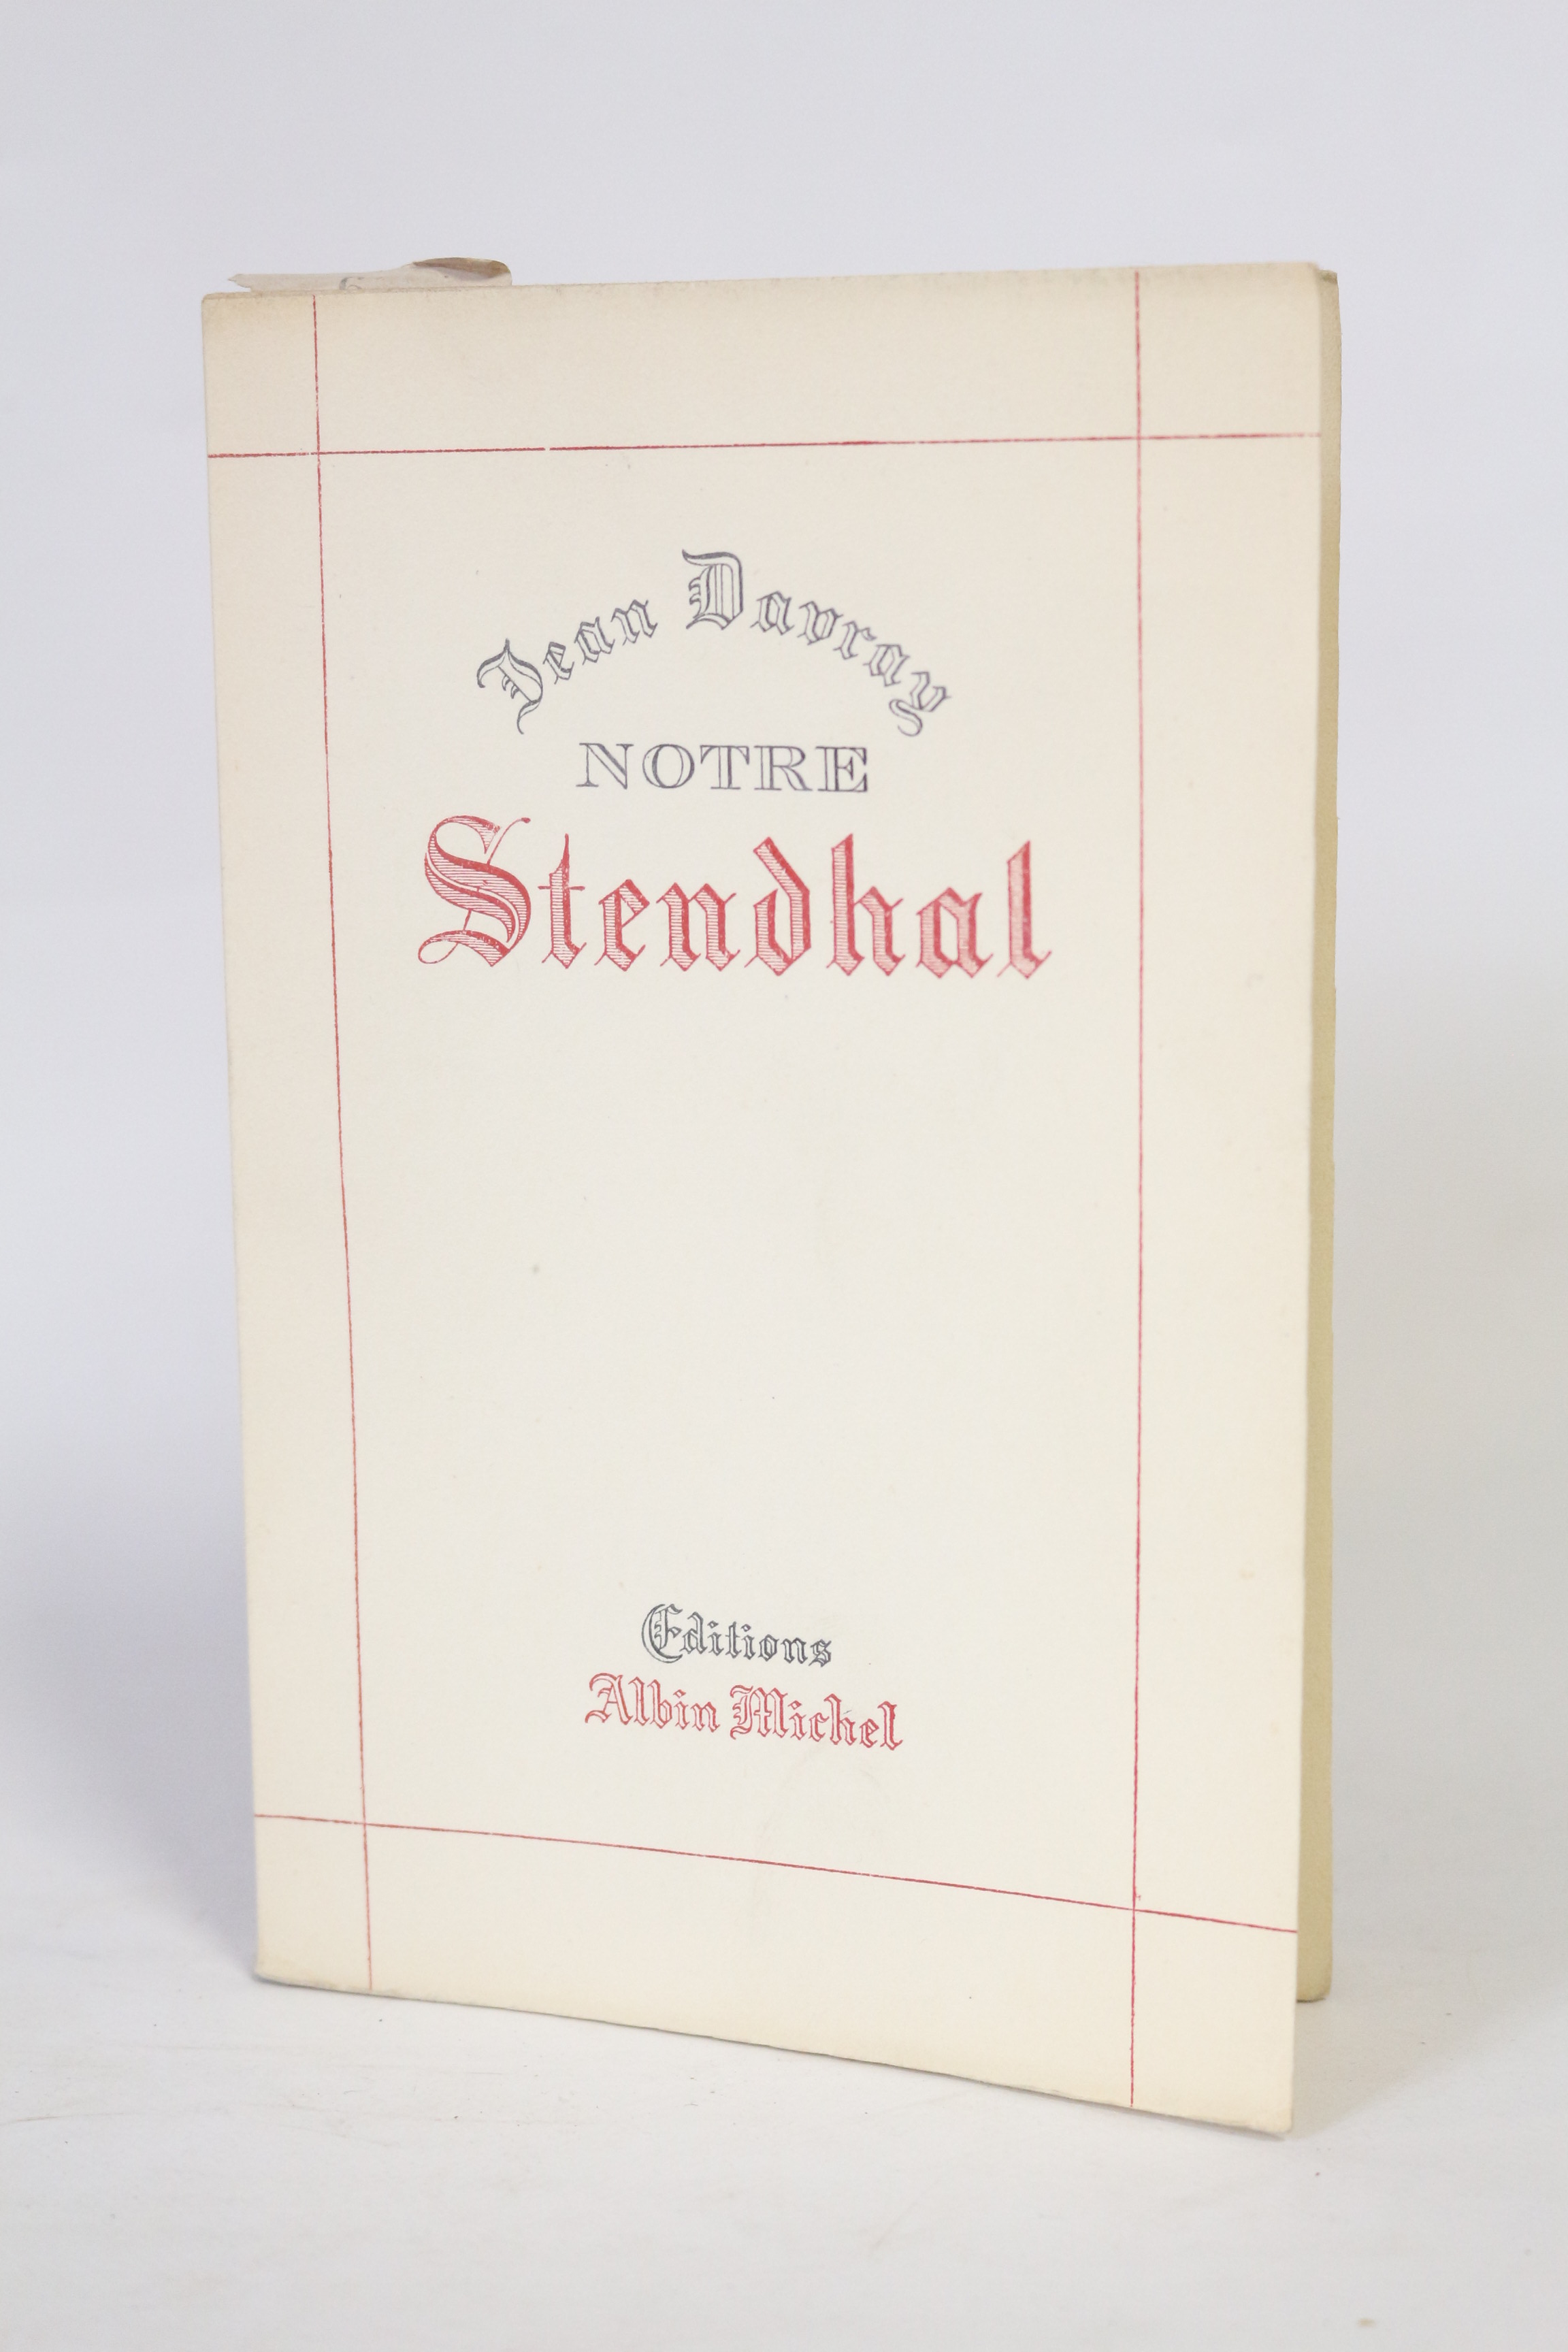 Jean Davray
NOTRE
Stendhal
Editions
Albin Michel